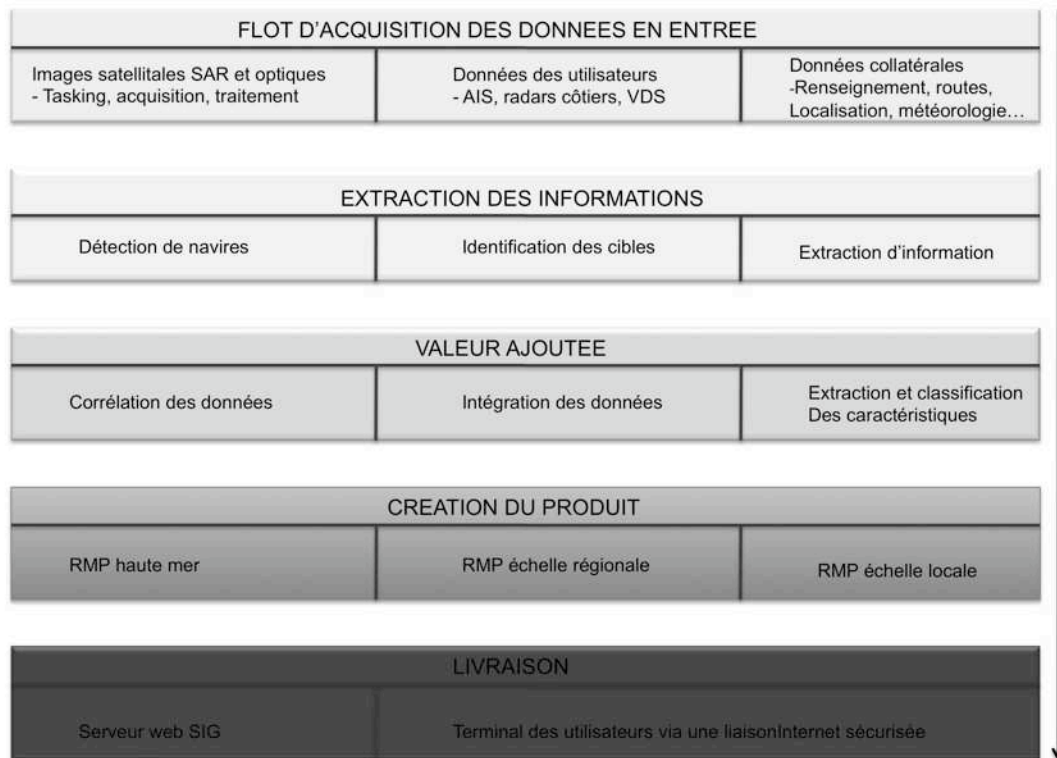 FLOT D'ACQUISITION DES DONNEES EN ENTREE
Images satellitales SAR et optiques
- Tasking, acquisition, traitement
Données des utilisateurs
- AIS, radars côtiers, VDS
Données collatérales
-Renseignement, routes,
Localisation, météorologie...
EXTRACTION DES INFORMATIONS
Détection de navires
Identification des cibles
Extraction d'information
VALEUR AJOUTEE
Corrélation des données
Intégration des données
Extraction et classification
Des caractéristiques
CREATION DU PRODUIT
RMP haute mer
RMP échelle régionale
RMP échelle locale
LIVRAISON
Serveur web SIG
Terminal des utilisateurs via une liaisonInternet sécurisée